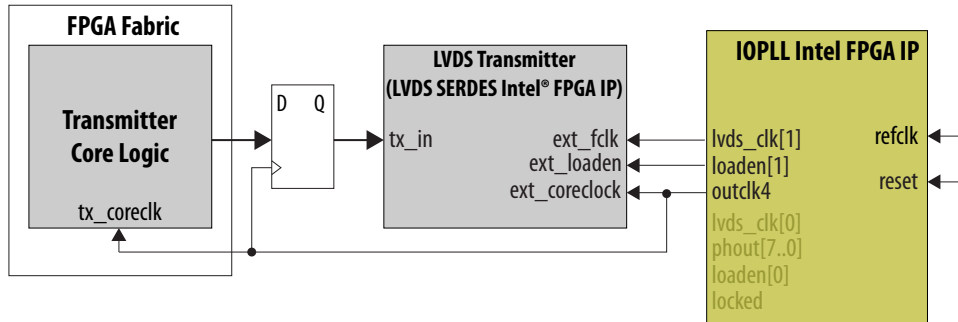 FPGA Fabric
Transmitter
Core Logic
tx_coreclk
D Q
LVDS Transmitter
(LVDS SERDES Intel® FPGA IP)
tx_in
ext_fclk
ext_loaden
ext_coreclock
IOPLL Intel FPGA IP
lvds_clk[1]
loaden[1]
outclk4
lvds_clk[0]
phout[7..0]
loaden[0]
locked
refclk
reset